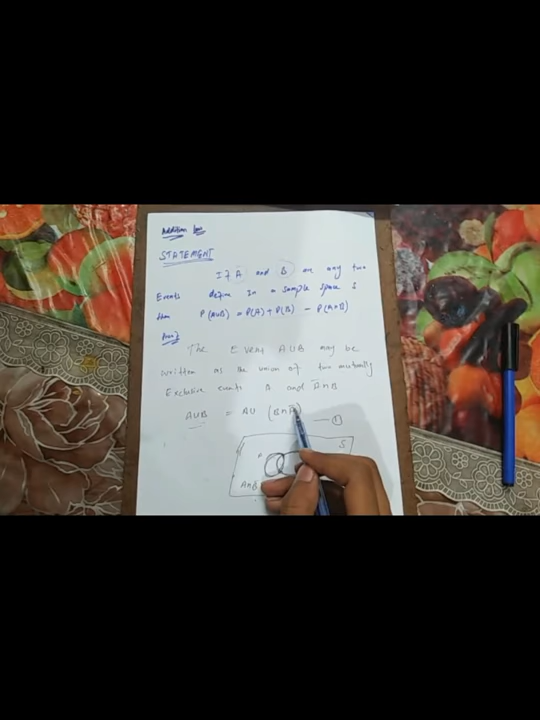 Addition law
STATEMENT
If A and B are any two
Events define in a sample space S
then P(AUB) = P(A) + P(B) - P(A∩B)
Proof
The Event AUB may be
written as the union of two mutually
Exclusive events A and A̅∩B
AUB = AU (B∩A̅) — ①
S
A
A∩B